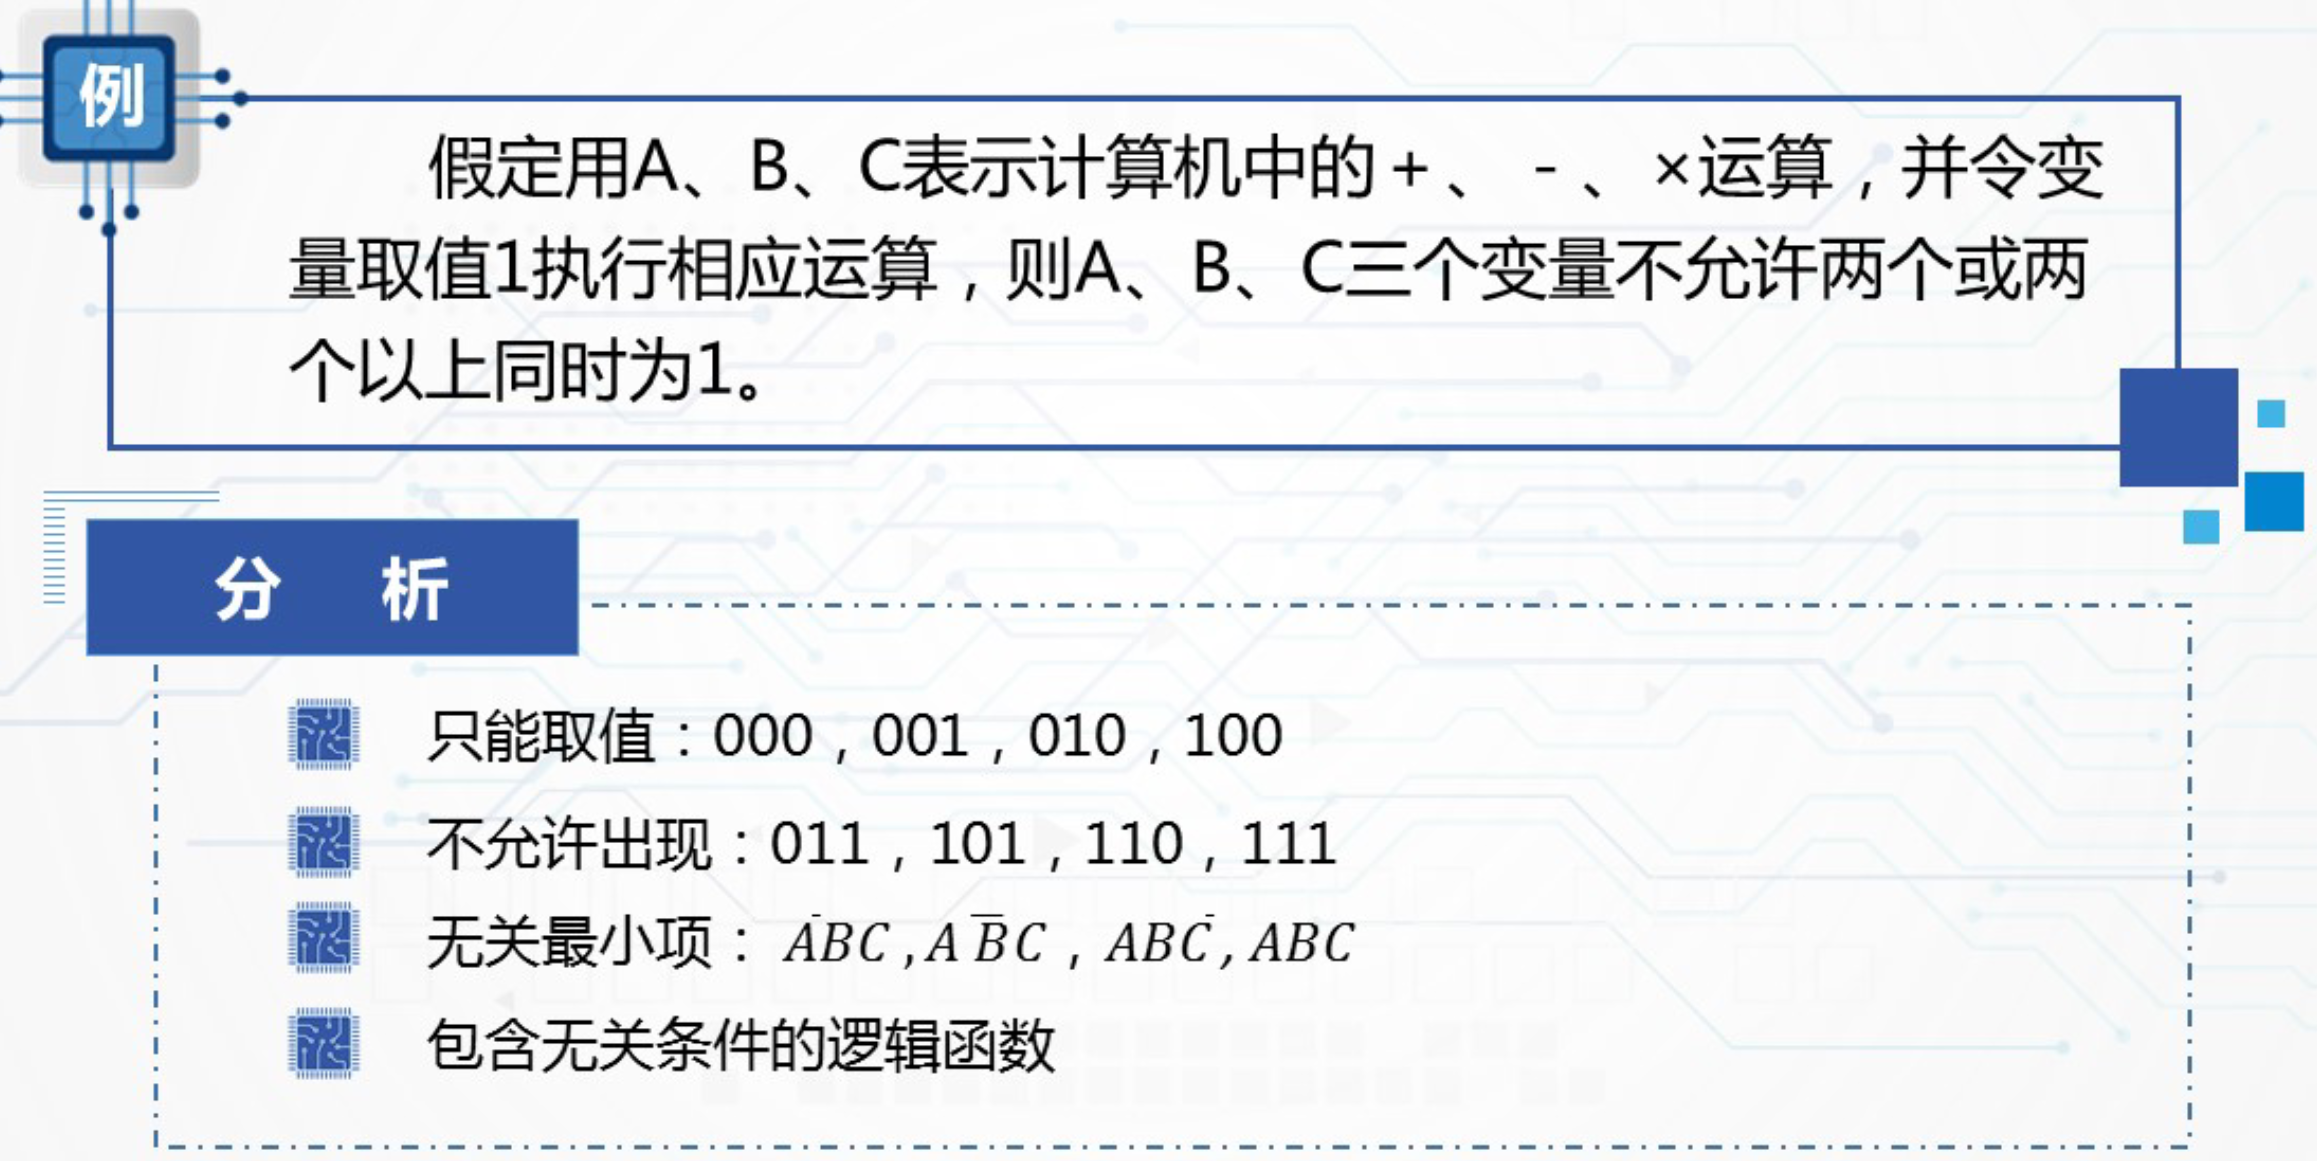 例
假定用A、B、C表示计算机中的+、-、×运算，并令变
量取值1执行相应运算，则A、B、C三个变量不允许两个或两
个以上同时为1。
分 析
只能取值：000，001，010，100
不允许出现：011，101，110，111
无关最小项：A̅BC,AB̅C，ABC̅,ABC
包含无关条件的逻辑函数